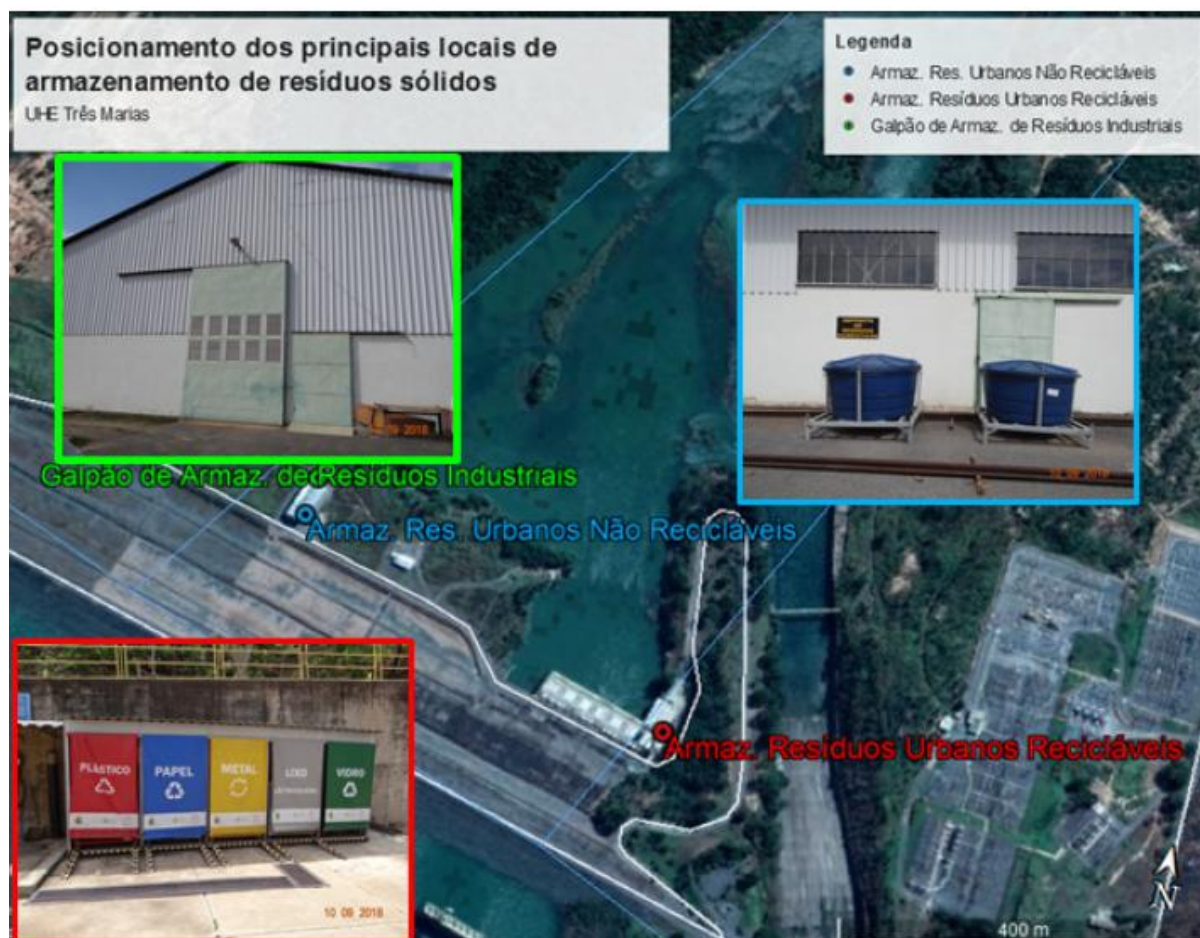 Posicionamento dos principais locais de
armazenamento de resíduos sólidos
UHE Três Marias
Legenda
Armaz. Res. Urbanos Não Recicláveis
Armaz. Resíduos Urbanos Recicláveis
Galpão de Armaz. de Resíduos Industriais
09 2018
Galpão de Armaz. de Resíduos Industriais
Armaz. Res. Urbanos Não Recicláveis
PLÁSTICO
PAPEL
METAL
LIXO
VIDRO
10 09 2018
Armaz. Resíduos Urbanos Recicláveis
N
400 m